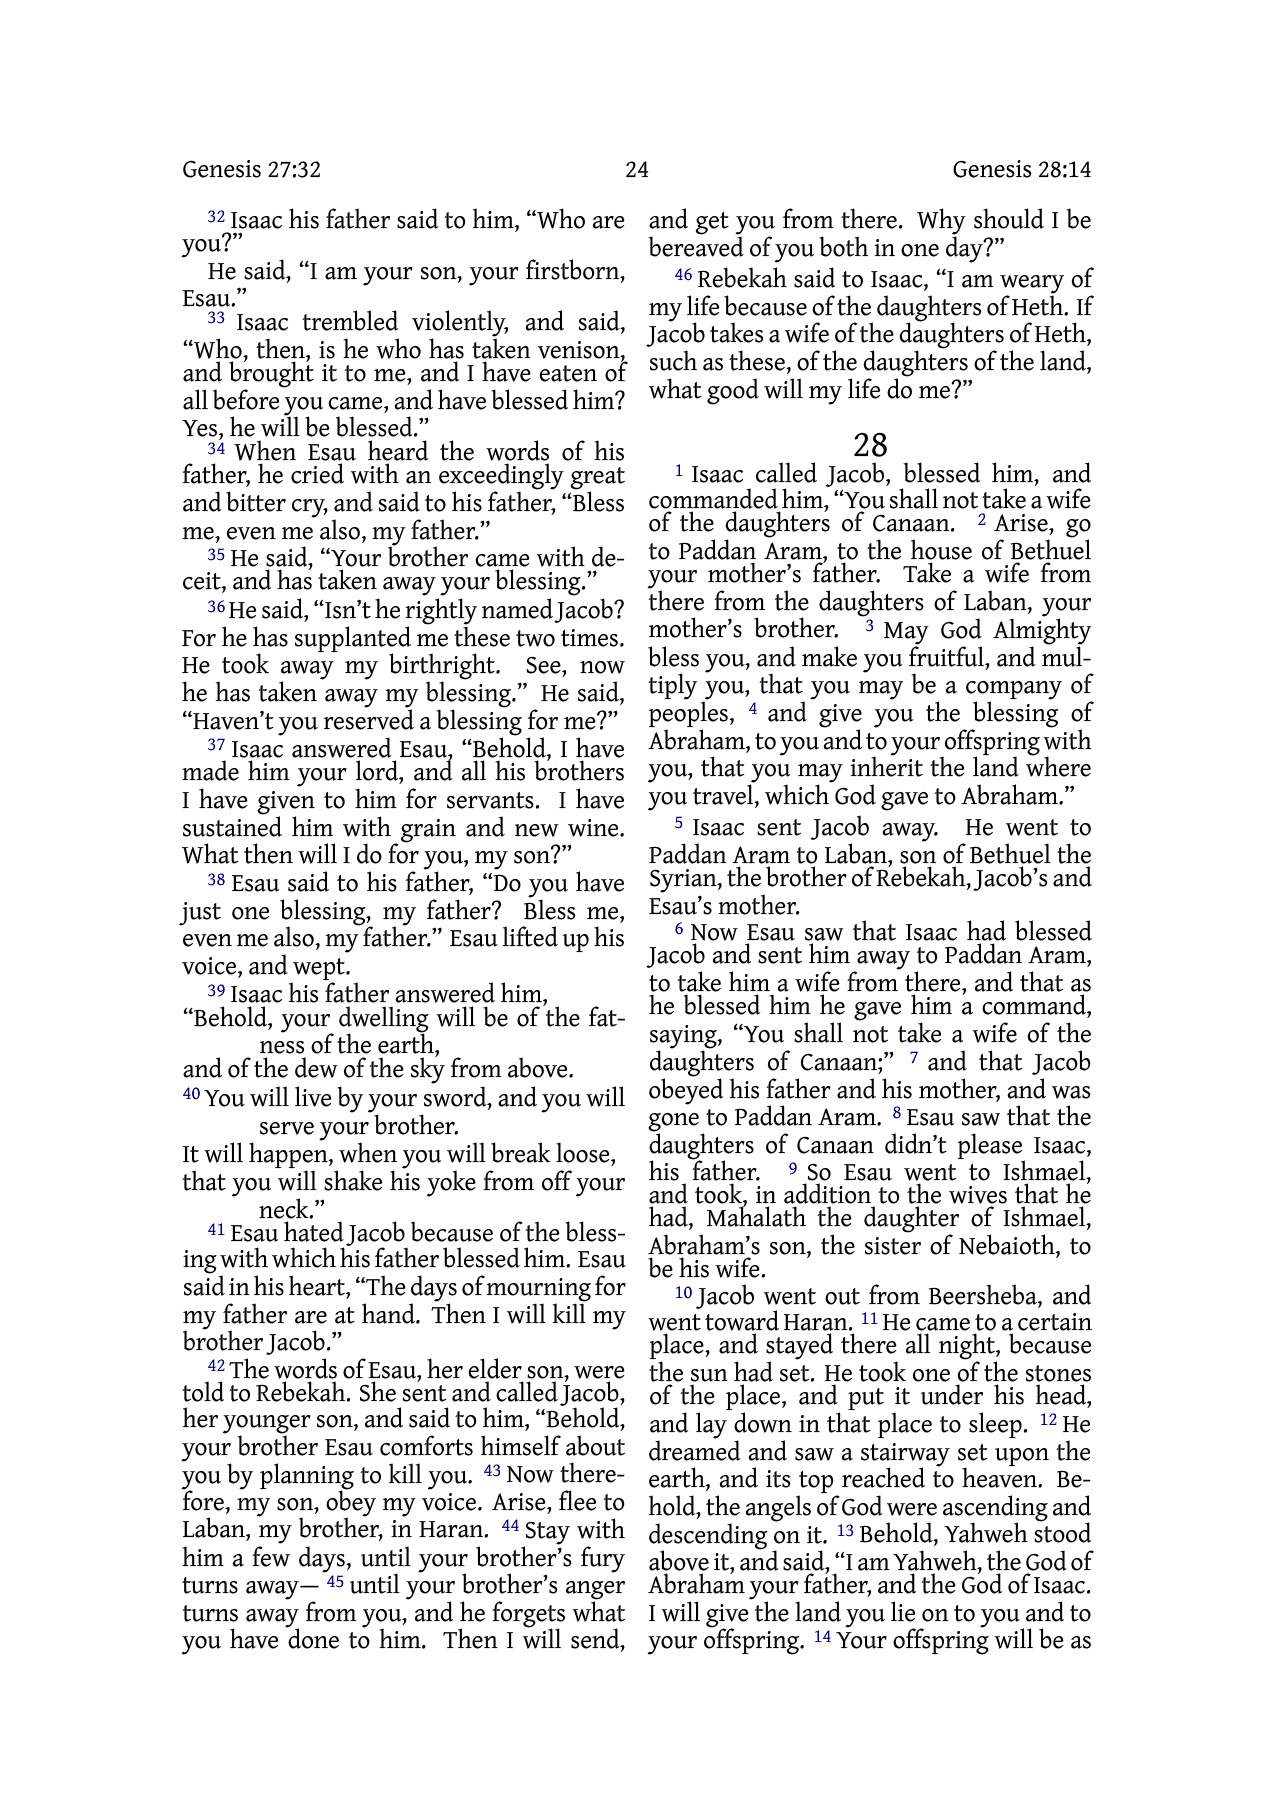 Genesis 27:32 24 Genesis 28:14
32 Isaac his father said to him, “Who are
you?”
He said, “I am your son, your firstborn,
Esau.”
33 Isaac trembled violently, and said,
“Who, then, is he who has taken venison,
and brought it to me, and I have eaten of
all before you came, and have blessed him?
Yes, he will be blessed.”
34 When Esau heard the words of his
father, he cried with an exceedingly great
and bitter cry, and said to his father, “Bless
me, even me also, my father.”
35 He said, “Your brother came with de-
ceit, and has taken away your blessing.”
36 He said, “Isn’t he rightly named Jacob?
For he has supplanted me these two times.
He took away my birthright. See, now
he has taken away my blessing.” He said,
“Haven’t you reserved a blessing for me?”
37 Isaac answered Esau, “Behold, I have
made him your lord, and all his brothers
I have given to him for servants. I have
sustained him with grain and new wine.
What then will I do for you, my son?”
38 Esau said to his father, “Do you have
just one blessing, my father? Bless me,
even me also, my father.” Esau lifted up his
voice, and wept.
39 Isaac his father answered him,
“Behold, your dwelling will be of the fat-
ness of the earth,
and of the dew of the sky from above.
40 You will live by your sword, and you will
serve your brother.
It will happen, when you will break loose,
that you will shake his yoke from off your
neck.”
41 Esau hated Jacob because of the bless-
ing with which his father blessed him. Esau
said in his heart, “The days of mourning for
my father are at hand. Then I will kill my
brother Jacob.”
42 The words of Esau, her elder son, were
told to Rebekah. She sent and called Jacob,
her younger son, and said to him, “Behold,
your brother Esau comforts himself about
you by planning to kill you. 43 Now there-
fore, my son, obey my voice. Arise, flee to
Laban, my brother, in Haran. 44 Stay with
him a few days, until your brother’s fury
turns away— 45 until your brother’s anger
turns away from you, and he forgets what
you have done to him. Then I will send,
and get you from there. Why should I be
bereaved of you both in one day?”
46 Rebekah said to Isaac, “I am weary of
my life because of the daughters of Heth. If
Jacob takes a wife of the daughters of Heth,
such as these, of the daughters of the land,
what good will my life do me?”
28
1 Isaac called Jacob, blessed him, and
commanded him, “You shall not take a wife
of the daughters of Canaan. 2 Arise, go
to Paddan Aram, to the house of Bethuel
your mother’s father. Take a wife from
there from the daughters of Laban, your
mother’s brother. 3 May God Almighty
bless you, and make you fruitful, and mul-
tiply you, that you may be a company of
peoples, 4 and give you the blessing of
Abraham, to you and to your offspring with
you, that you may inherit the land where
you travel, which God gave to Abraham.”
5 Isaac sent Jacob away. He went to
Paddan Aram to Laban, son of Bethuel the
Syrian, the brother of Rebekah, Jacob’s and
Esau’s mother.
6 Now Esau saw that Isaac had blessed
Jacob and sent him away to Paddan Aram,
to take him a wife from there, and that as
he blessed him he gave him a command,
saying, “You shall not take a wife of the
daughters of Canaan;” 7 and that Jacob
obeyed his father and his mother, and was
gone to Paddan Aram. 8 Esau saw that the
daughters of Canaan didn’t please Isaac,
his father. 9 So Esau went to Ishmael,
and took, in addition to the wives that he
had, Mahalath the daughter of Ishmael,
Abraham’s son, the sister of Nebaioth, to
be his wife.
10 Jacob went out from Beersheba, and
went toward Haran. 11 He came to a certain
place, and stayed there all night, because
the sun had set. He took one of the stones
of the place, and put it under his head,
and lay down in that place to sleep. 12 He
dreamed and saw a stairway set upon the
earth, and its top reached to heaven. Be-
hold, the angels of God were ascending and
descending on it. 13 Behold, Yahweh stood
above it, and said, “I am Yahweh, the God of
Abraham your father, and the God of Isaac.
I will give the land you lie on to you and to
your offspring. 14 Your offspring will be as